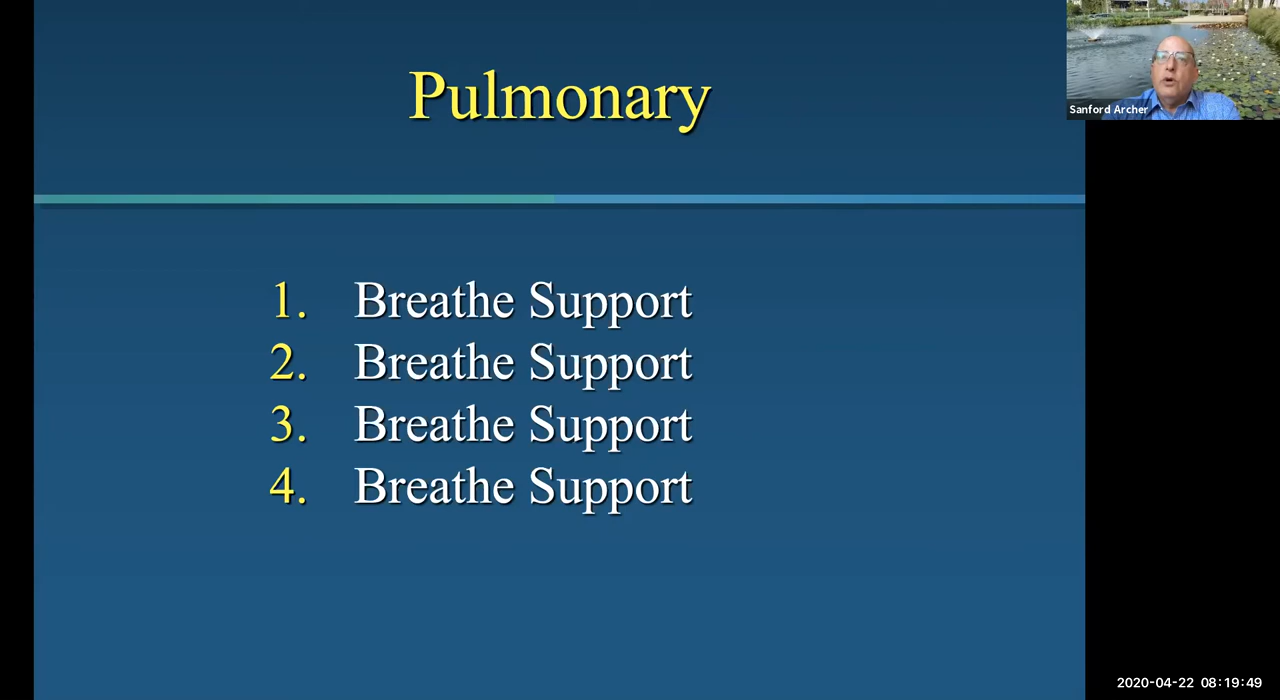 Pulmonary
Sanford Archer
1. Breathe Support
2. Breathe Support
3. Breathe Support
4. Breathe Support
2020-04-22 08:19:49